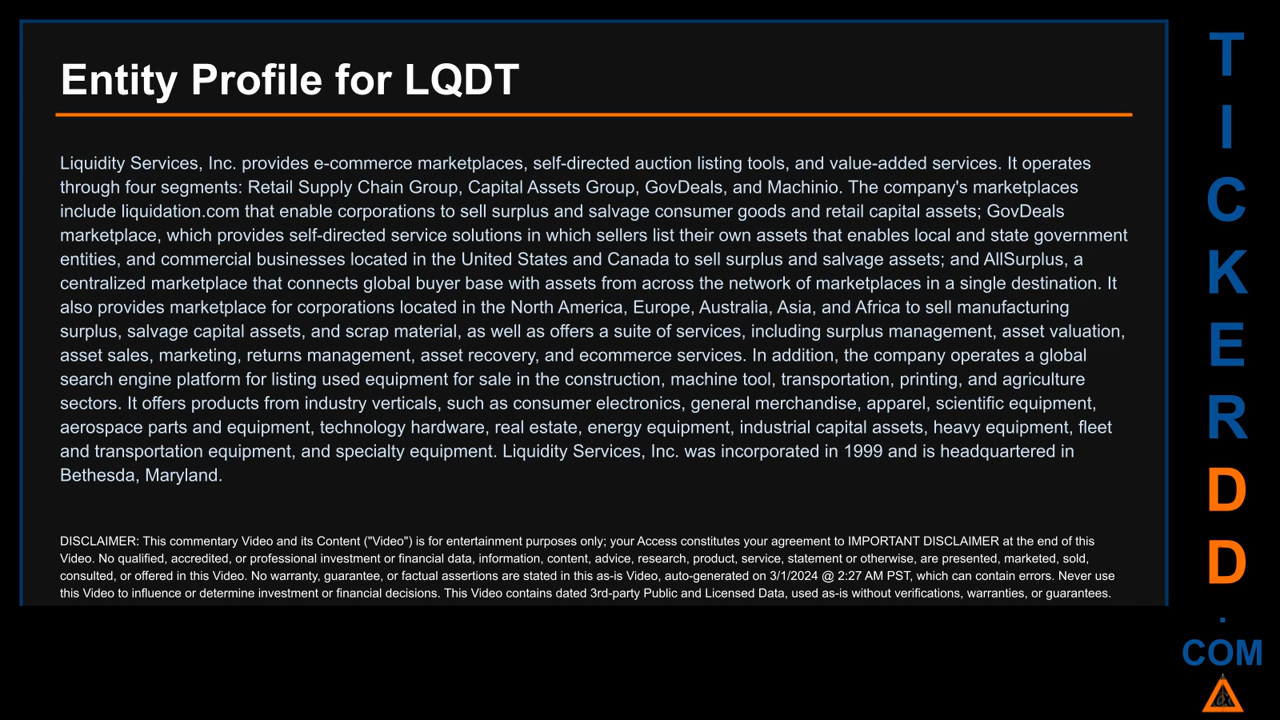 Entity Profile for LQDT
Liquidity Services, Inc. provides e-commerce marketplaces, self-directed auction listing tools, and value-added services. It operates
through four segments: Retail Supply Chain Group, Capital Assets Group, GovDeals, and Machinio. The company's marketplaces
include liquidation.com that enable corporations to sell surplus and salvage consumer goods and retail capital assets; GovDeals
marketplace, which provides self-directed service solutions in which sellers list their own assets that enables local and state government
entities, and commercial businesses located in the United States and Canada to sell surplus and salvage assets; and AllSurplus, a
centralized marketplace that connects global buyer base with assets from across the network of marketplaces in a single destination. It
also provides marketplace for corporations located in the North America, Europe, Australia, Asia, and Africa to sell manufacturing
surplus, salvage capital assets, and scrap material, as well as offers a suite of services, including surplus management, asset valuation,
asset sales, marketing, returns management, asset recovery, and ecommerce services. In addition, the company operates a global
search engine platform for listing used equipment for sale in the construction, machine tool, transportation, printing, and agriculture
sectors. It offers products from industry verticals, such as consumer electronics, general merchandise, apparel, scientific equipment,
aerospace parts and equipment, technology hardware, real estate, energy equipment, industrial capital assets, heavy equipment, fleet
and transportation equipment, and specialty equipment. Liquidity Services, Inc. was incorporated in 1999 and is headquartered in
Bethesda, Maryland.
DISCLAIMER: This commentary Video and its Content ("Video") is for entertainment purposes only; your Access constitutes your agreement to IMPORTANT DISCLAIMER at the end of this
Video. No qualified, accredited, or professional investment or financial data, information, content, advice, research, product, service, statement or otherwise, are presented, marketed, sold,
consulted, or offered in this Video. No warranty, guarantee, or factual assertions are stated in this as-is Video, auto-generated on 3/1/2024 @ 2:27 AM PST, which can contain errors. Never use
this Video to influence or determine investment or financial decisions. This Video contains dated 3rd-party Public and Licensed Data, used as-is without verifications, warranties, or guarantees.
T
I
C
K
E
R
D
D
.
COM